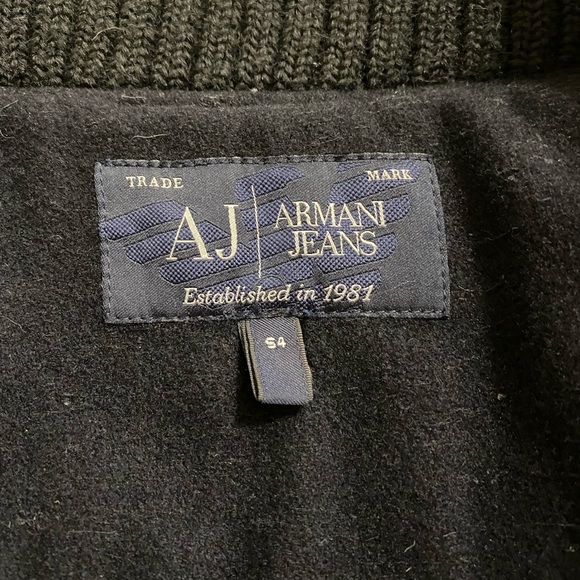 TRADE MARK
AJ ARMANI
JEANS
Established in 1981
54